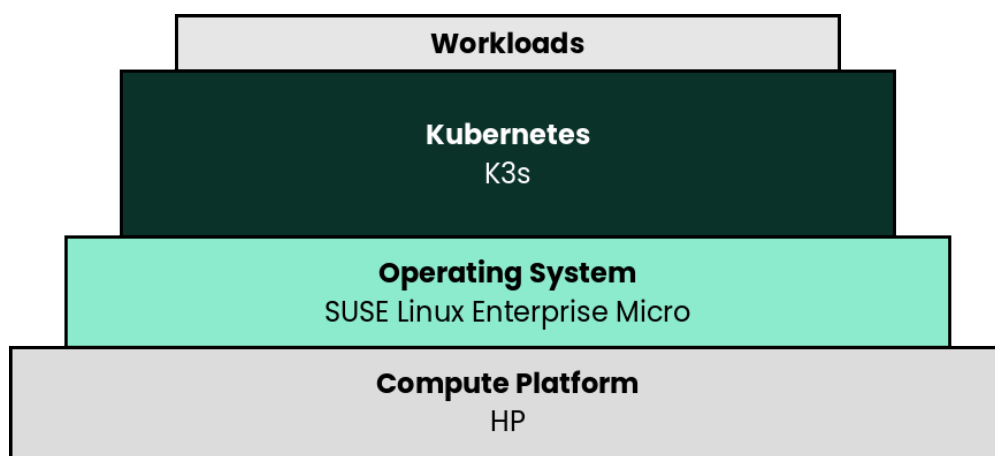 Workloads
Kubernetes
K3s
Operating System
SUSE Linux Enterprise Micro
Compute Platform
HP